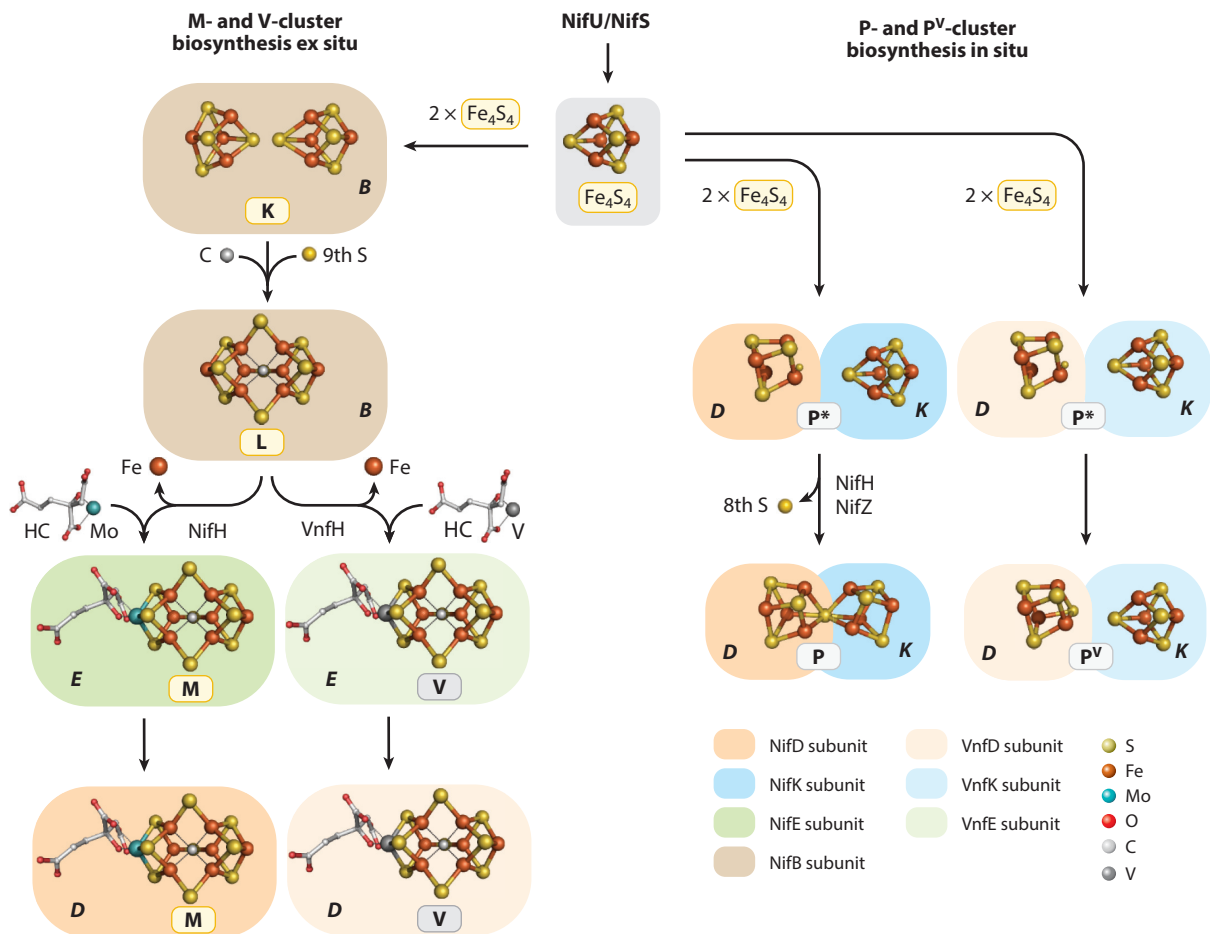 M- and V-cluster
biosynthesis ex situ
NifU/NifS
P- and Pⱽ-cluster
biosynthesis in situ
2 × Fe₄S₄
B
K
Fe₄S₄
2 × Fe₄S₄
2 × Fe₄S₄
C
9th S
B
L
D
P*
K
D
P*
K
Fe
Fe
HC
Mo
NifH
VnfH
HC
V
8th S
NifH
NifZ
E
M
E
V
D
P
K
D
Pⱽ
K
NifD subunit
NifK subunit
NifE subunit
NifB subunit
VnfD subunit
VnfK subunit
VnfE subunit
S
Fe
Mo
O
C
V
D
M
D
V